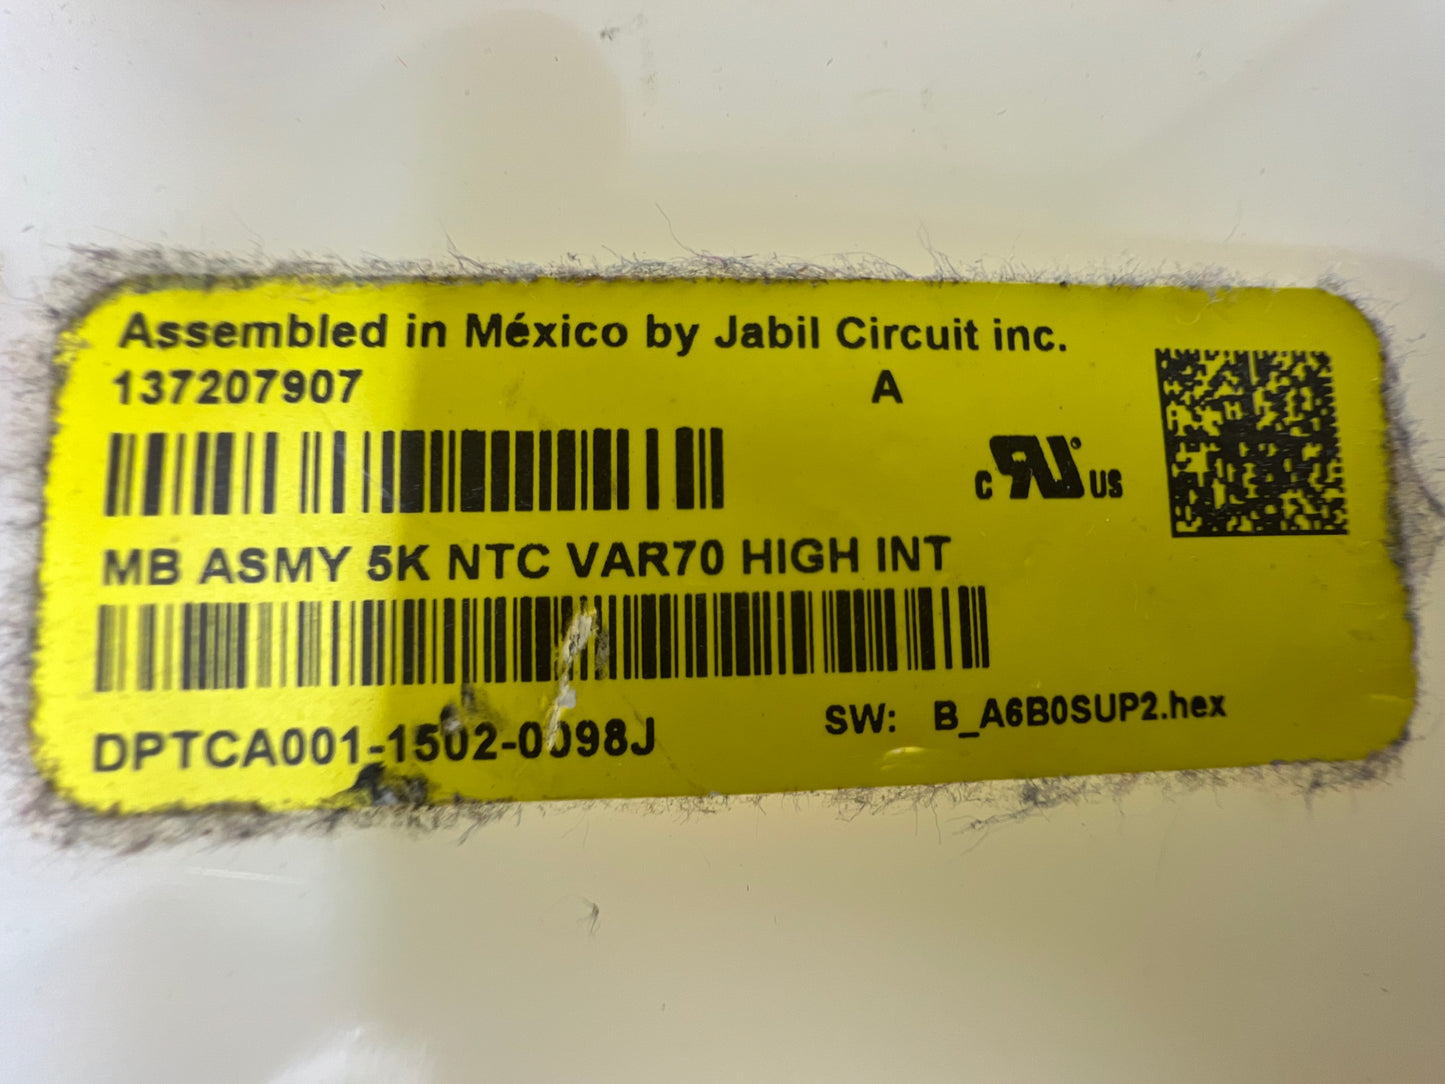 Assembled in México by Jabil Circuit inc.
137207907 A
c RU US
MB ASMY 5K NTC VAR70 HIGH INT
DPTCA001-1502-0098J
SW: B_A6B0SUP2.hex